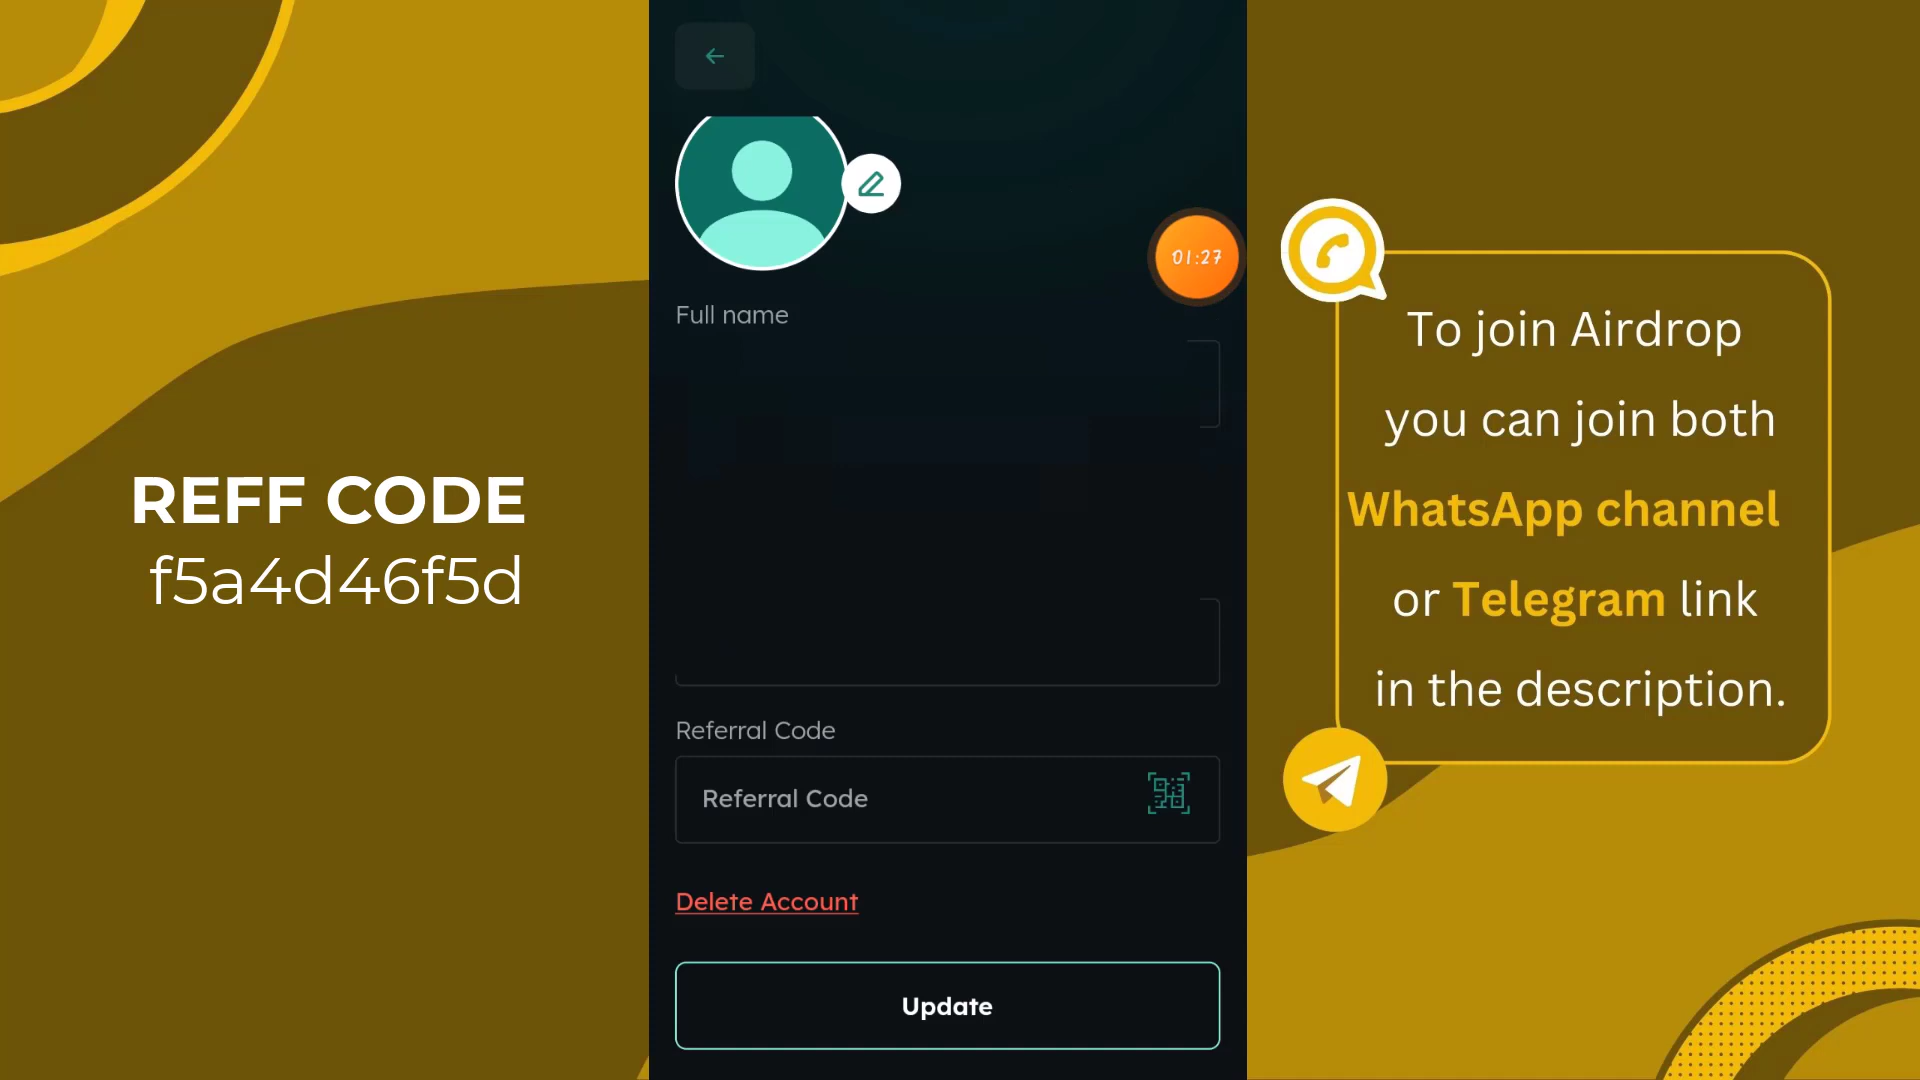 REFF CODE
f5a4d46f5d
01:27
Full name
Referral Code
Referral Code
Delete Account
Update
To join Airdrop
you can join both
WhatsApp channel
or Telegram link
in the description.